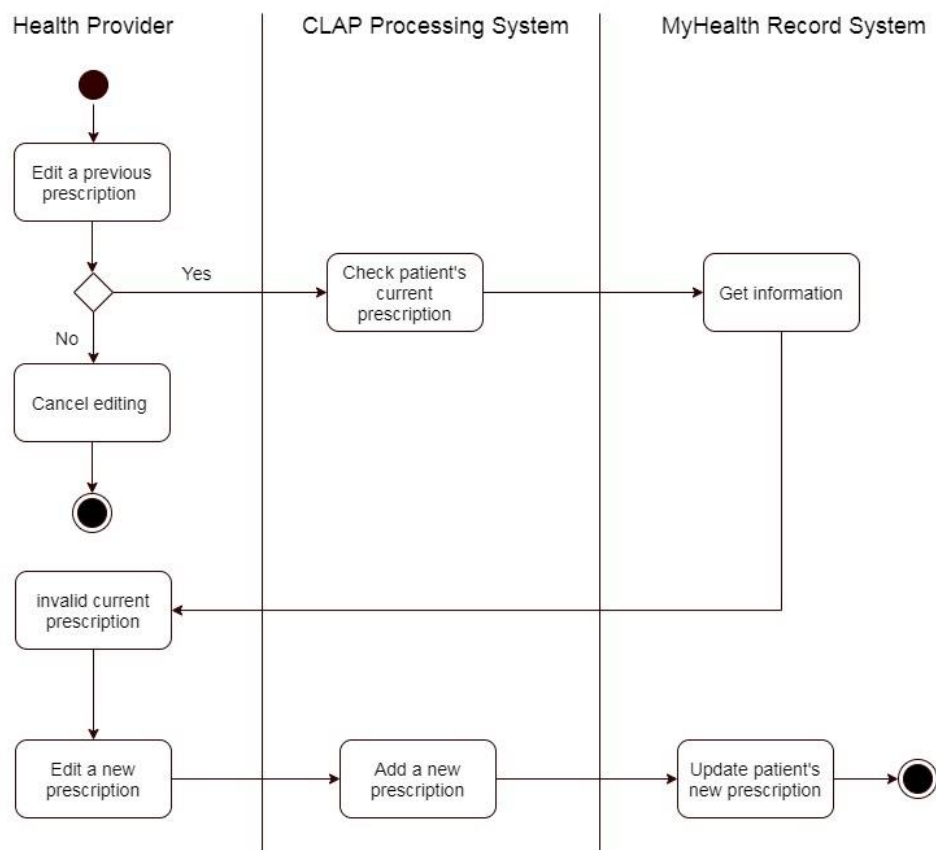 Health Provider
CLAP Processing System
MyHealth Record System
Edit a previous
prescription
Yes
Check patient's
current
prescription
Get information
No
Cancel editing
invalid current
prescription
Edit a new
prescription
Add a new
prescription
Update patient's
new prescription